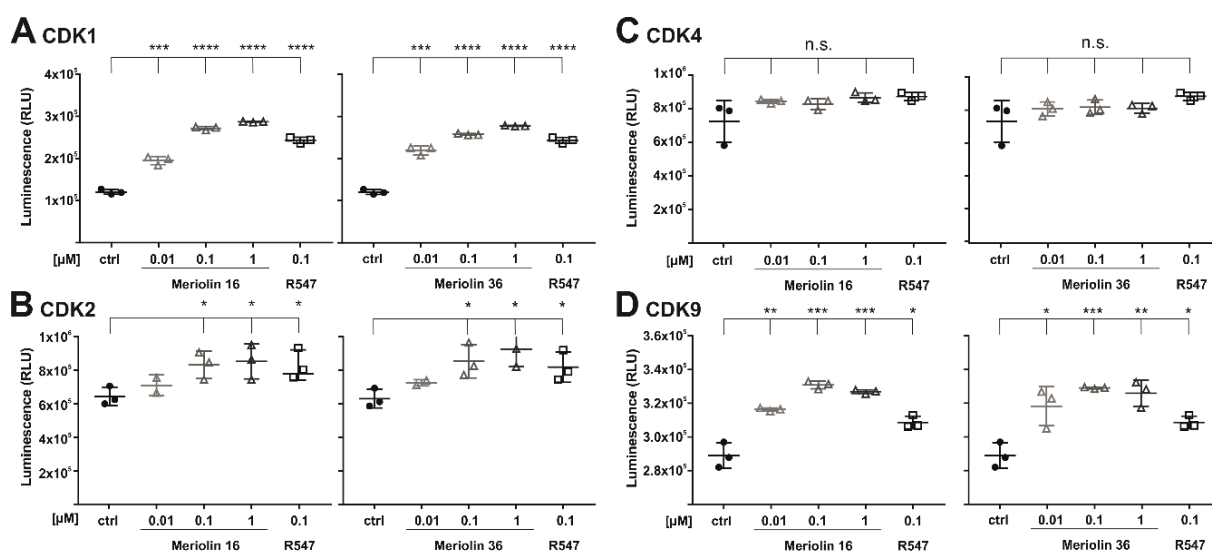 A CDK1
*** **** **** ****
*** **** **** ****
Luminescence (RLU)
4x10⁵
3x10⁵
2x10⁵
1x10⁵
[µM] ctrl 0.01 0.1 1 0.1 ctrl 0.01 0.1 1 0.1
Meriolin 16 R547 Meriolin 36 R547
B CDK2
* * *
* * *
Luminescence (RLU)
1x10⁶
8x10⁵
6x10⁵
4x10⁵
2x10⁵
[µM] ctrl 0.01 0.1 1 0.1 ctrl 0.01 0.1 1 0.1
Meriolin 16 R547 Meriolin 36 R547
C CDK4
n.s. n.s.
Luminescence (RLU)
1x10⁶
8x10⁵
6x10⁵
4x10⁵
2x10⁵
[µM] ctrl 0.01 0.1 1 0.1 ctrl 0.01 0.1 1 0.1
Meriolin 16 R547 Meriolin 36 R547
D CDK9
** *** *** *
* *** ** *
Luminescence (RLU)
3.6x10⁵
3.4x10⁵
3.2x10⁵
3.0x10⁵
2.8x10⁵
[µM] ctrl 0.01 0.1 1 0.1 ctrl 0.01 0.1 1 0.1
Meriolin 16 R547 Meriolin 36 R547